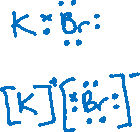 K × Br
[K]⁺ [× Br]⁻